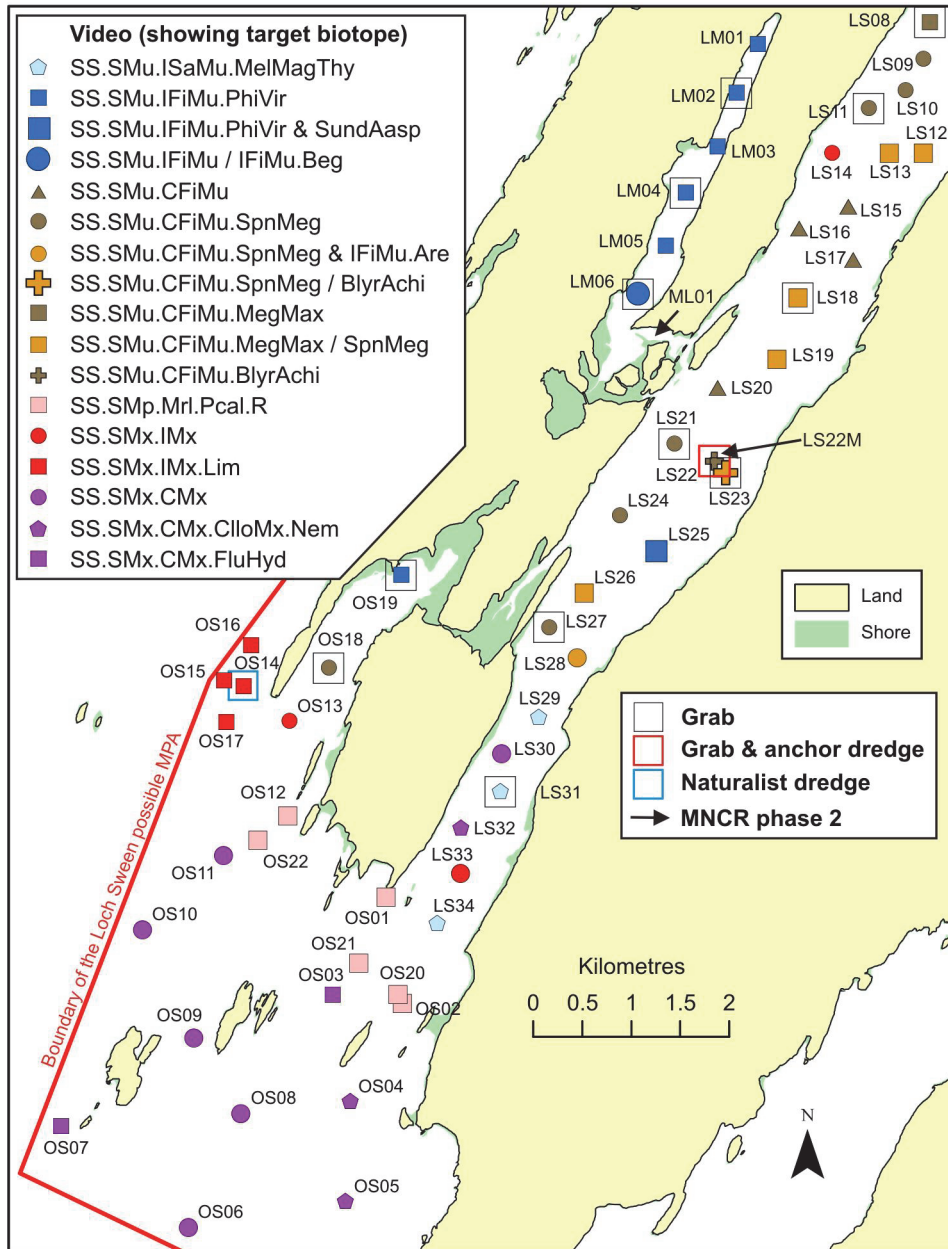 Video (showing target biotope)
SS.SMu.ISaMu.MelMagThy
SS.SMu.IFiMu.PhiVir
SS.SMu.IFiMu.PhiVir & SundAasp
SS.SMu.IFiMu / IFiMu.Beg
SS.SMu.CFiMu
SS.SMu.CFiMu.SpnMeg
SS.SMu.CFiMu.SpnMeg & IFiMu.Are
SS.SMu.CFiMu.SpnMeg / BlyrAchi
SS.SMu.CFiMu.MegMax
SS.SMu.CFiMu.MegMax / SpnMeg
SS.SMu.CFiMu.BlyrAchi
SS.SMp.Mrl.Pcal.R
SS.SMx.IMx
SS.SMx.IMx.Lim
SS.SMx.CMx
SS.SMx.CMx.ClloMx.Nem
SS.SMx.CMx.FluHyd
LM01
LM02
LM03
LM04
LM05
LM06
ML01
LS08
LS09
LS10
LS11
LS12
LS13
LS14
LS15
LS16
LS17
LS18
LS19
LS20
LS21
LS22M
LS22
LS23
LS24
LS25
LS26
LS27
LS28
LS29
LS30
LS31
LS32
LS33
LS34
OS19
OS18
OS16
OS14
OS15
OS13
OS17
OS12
OS22
OS11
OS10
OS01
OS21
OS03
OS20
OS02
OS09
OS08
OS04
OS07
OS05
OS06
Boundary of the Loch Sween possible MPA
Land
Shore
Grab
Grab & anchor dredge
Naturalist dredge
MNCR phase 2
Kilometres
0 0.5 1 1.5 2
N